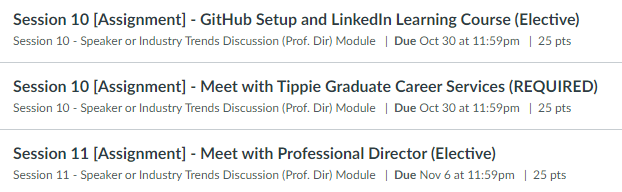 Session 10 [Assignment] - GitHub Setup and LinkedIn Learning Course (Elective)
Session 10 - Speaker or Industry Trends Discussion (Prof. Dir) Module | Due Oct 30 at 11:59pm | 25 pts
Session 10 [Assignment] - Meet with Tippie Graduate Career Services (REQUIRED)
Session 10 - Speaker or Industry Trends Discussion (Prof. Dir) Module | Due Oct 30 at 11:59pm | 25 pts
Session 11 [Assignment] - Meet with Professional Director (Elective)
Session 11 - Speaker or Industry Trends Discussion (Prof. Dir) Module | Due Nov 6 at 11:59pm | 25 pts